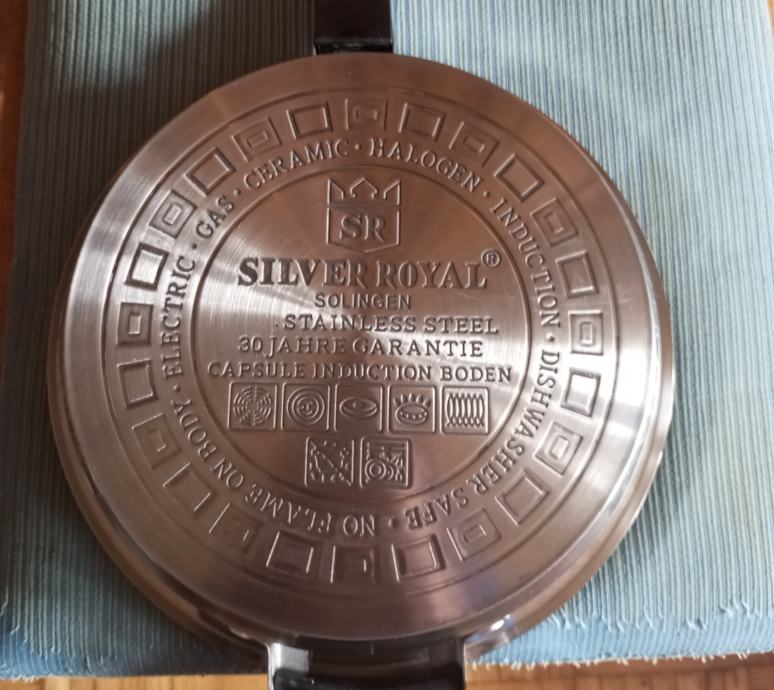 SR
SILVER ROYAL®
SOLINGEN
STAINLESS STEEL
30 JAHRE GARANTIE
CAPSULE INDUCTION BODEN
ELECTRIC · GAS · CERAMIC · HALOGEN · INDUCTION · DISHWASHER SAFE · NO FLAME ON BODY ·